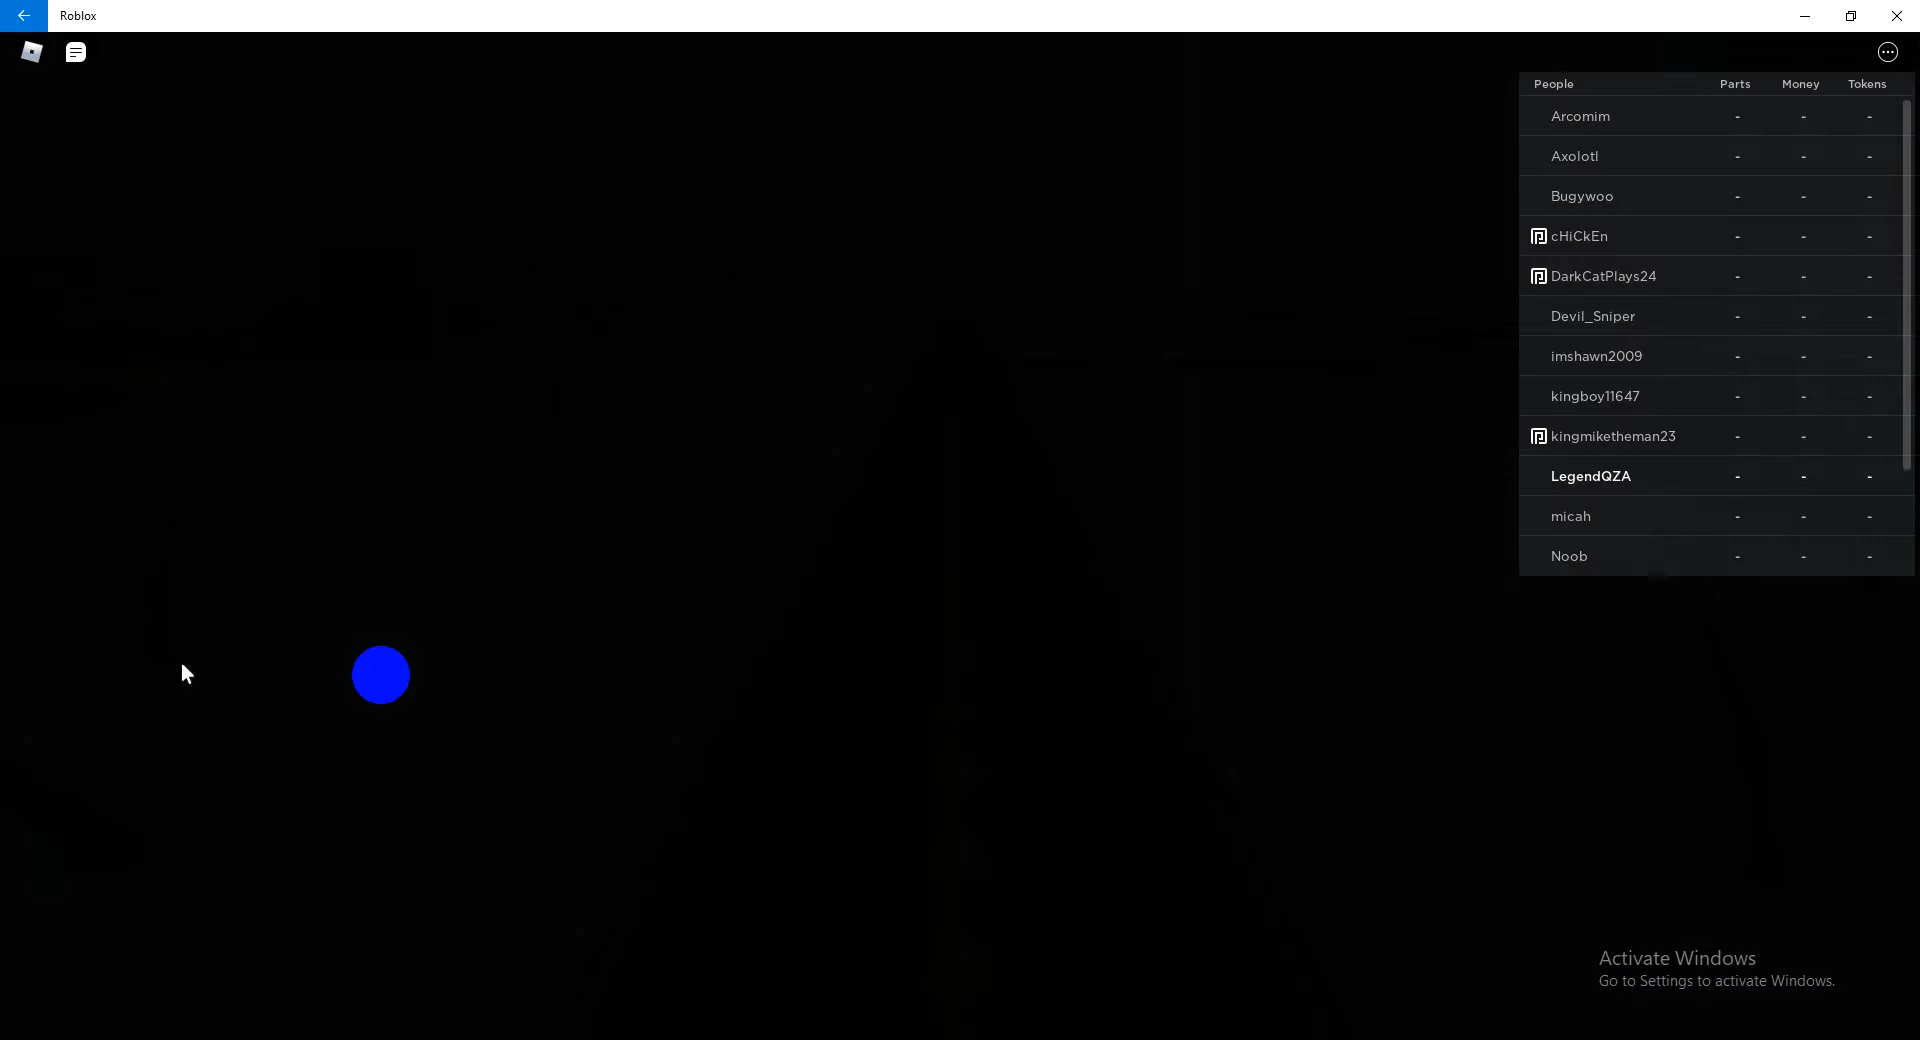 Roblox
People Parts Money Tokens
Arcomim - - -
Axolotl - - -
Bugywoo - - -
cHiCkEn - - -
DarkCatPlays24 - - -
Devil_Sniper - - -
imshawn2009 - - -
kingboy11647 - - -
kingmiketheman23 - - -
LegendQZA - - -
micah - - -
Noob - - -
Activate Windows
Go to Settings to activate Windows.